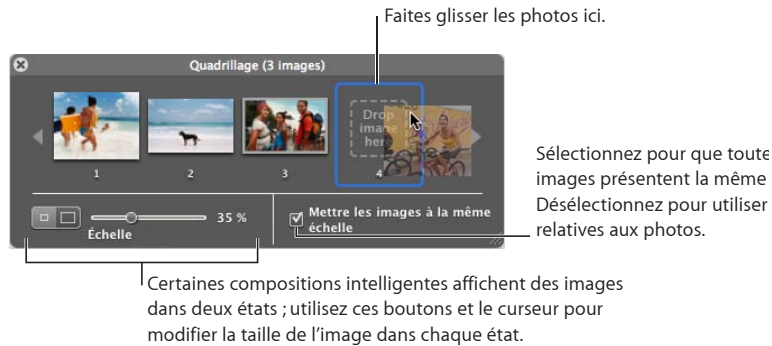 Faites glisser les photos ici.
Quadrillage (3 images)
Drop
image
here
1
2
3
4
Sélectionnez pour que toute
images présentent la même
Désélectionnez pour utiliser
relatives aux photos.
35 %
Échelle
Mettre les images à la même
échelle
Certaines compositions intelligentes affichent des images
dans deux états ; utilisez ces boutons et le curseur pour
modifier la taille de l’image dans chaque état.